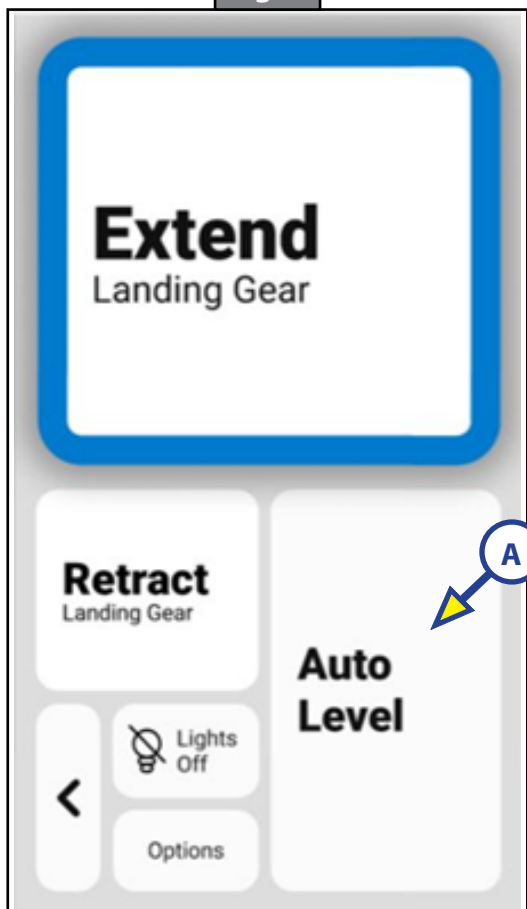 Extend
Landing Gear
Retract
Landing Gear
A
Auto
Level
Lights
Off
Options